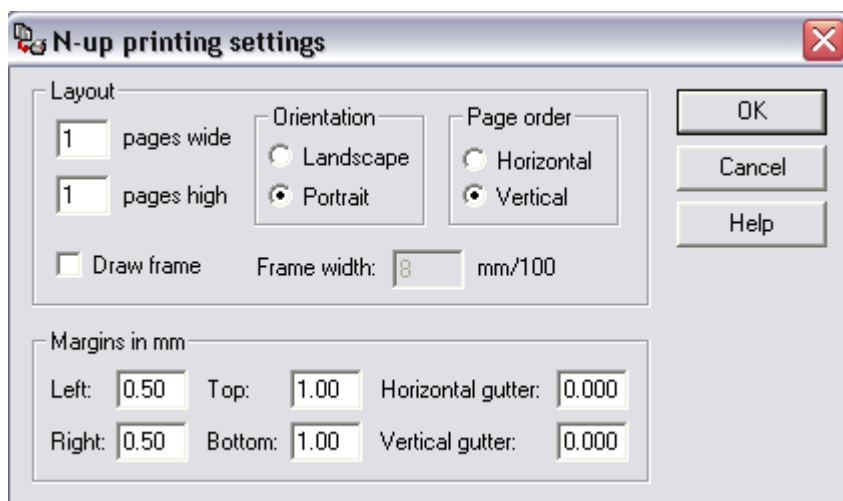 N-up printing settings
Layout
1 pages wide
1 pages high
Orientation
Landscape
Portrait
Page order
Horizontal
Vertical
Draw frame Frame width: 8 mm/100
OK
Cancel
Help
Margins in mm
Left: 0.50 Top: 1.00 Horizontal gutter: 0.000
Right: 0.50 Bottom: 1.00 Vertical gutter: 0.000